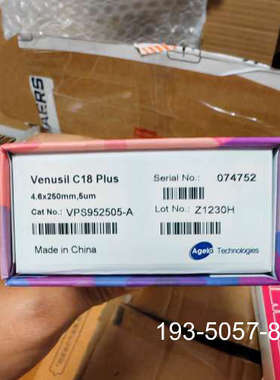 Venusil C18 Plus
Serial No.: 074752
4.6x250mm,5um
Cat No.: VPS952505-A
Lot No.: Z1230H
Made in China
Agela Technologies
193-5057-8